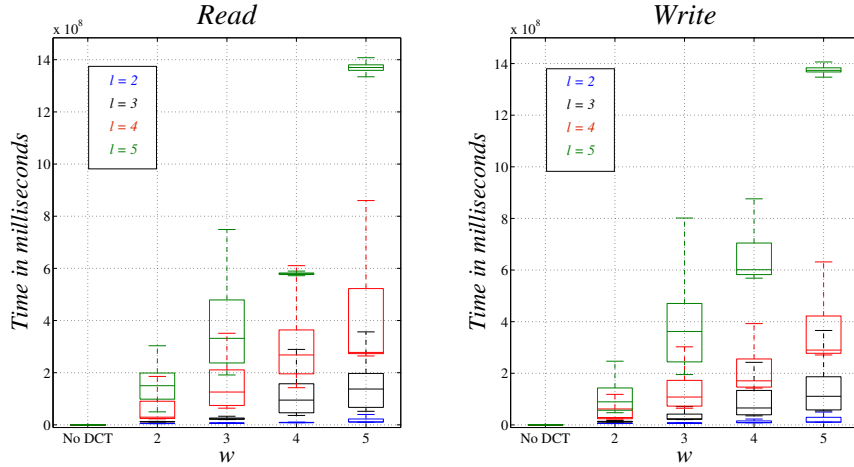 Read
x 10^8
14
12
10
8
6
4
2
0
Time in milliseconds
l = 2
l = 3
l = 4
l = 5
No DCT 2 3 4 5
w
Write
x 10^8
14
12
10
8
6
4
2
0
Time in milliseconds
l = 2
l = 3
l = 4
l = 5
No DCT 2 3 4 5
w